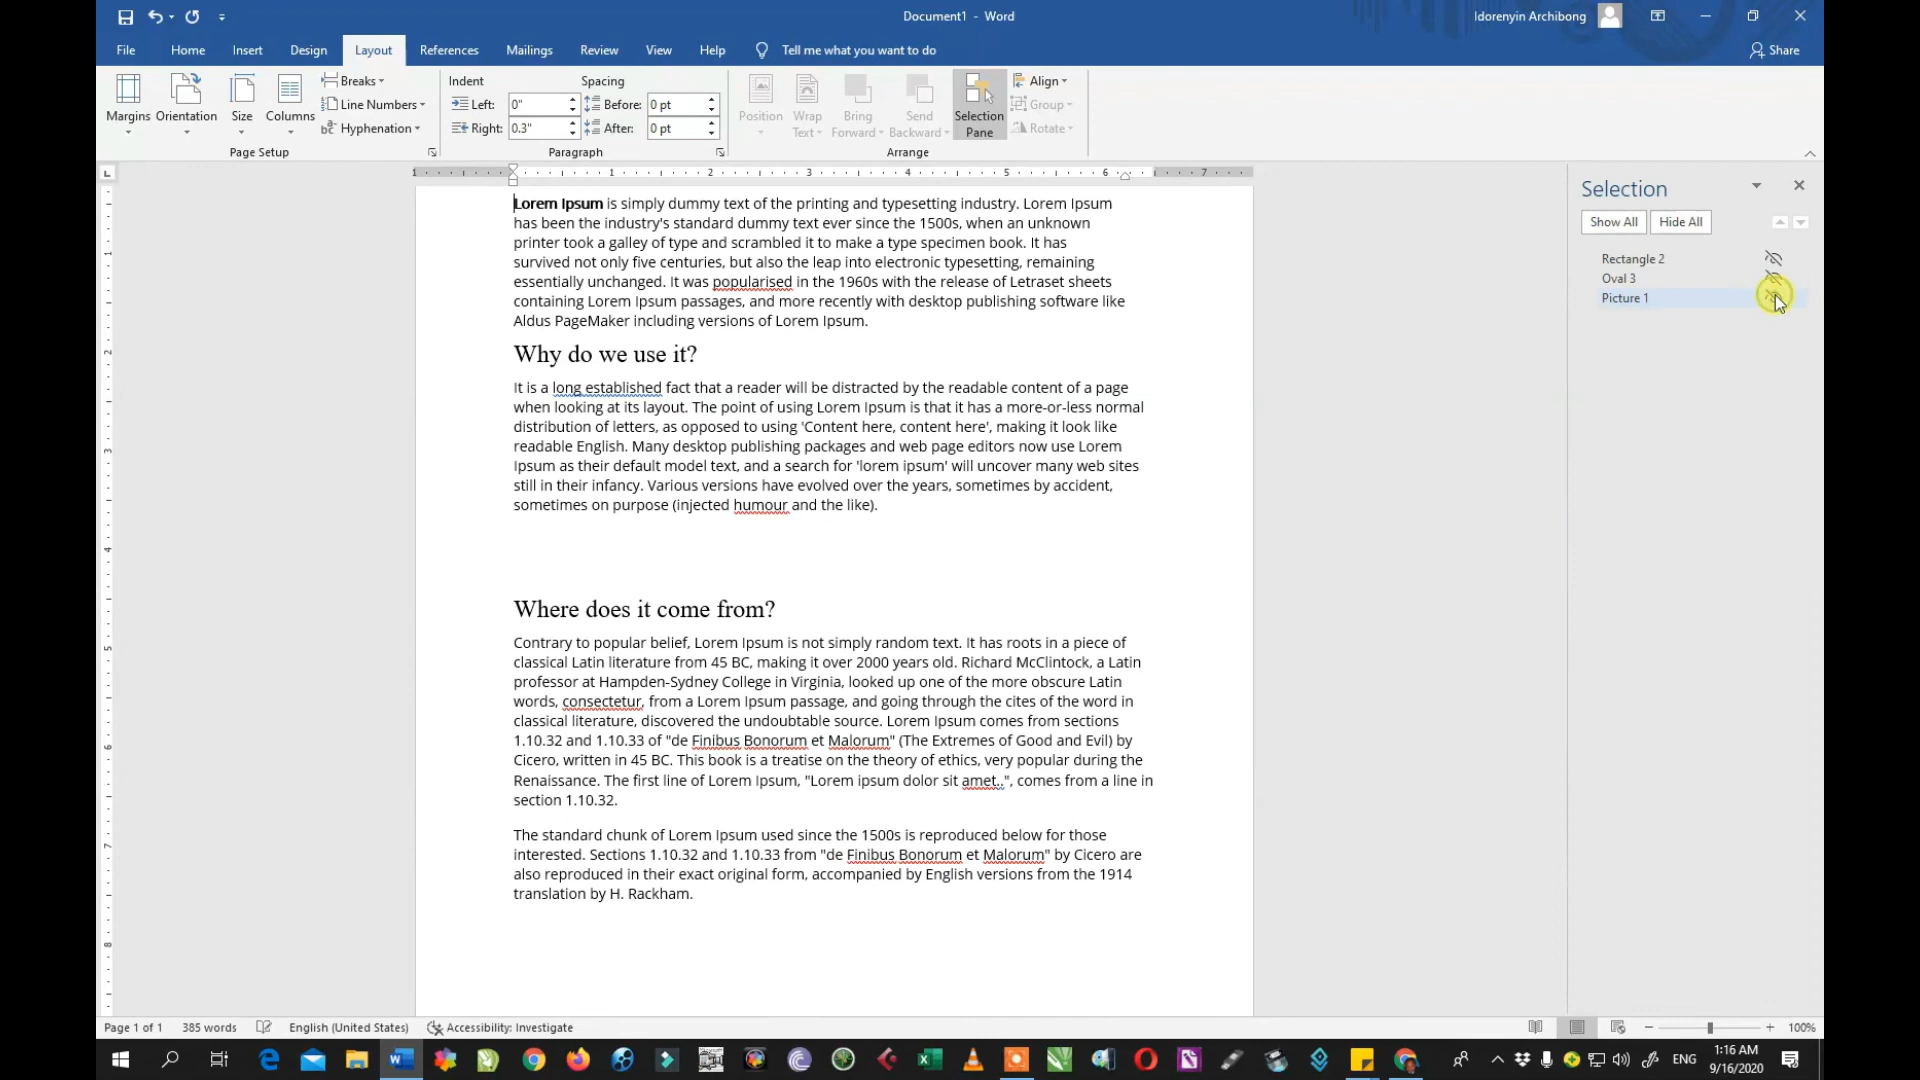 Document1 - Word
Idorenyin Archibong
File Home Insert Design Layout References Mailings Review View Help Tell me what you want to do
Share
Margins
Orientation
Size
Columns
Breaks
Line Numbers
Hyphenation
Page Setup
Indent
Left: 0"
Right: 0.3"
Spacing
Before: 0 pt
After: 0 pt
Paragraph
Position
Wrap
Text
Bring
Forward
Send
Backward
Selection
Pane
Align
Group
Rotate
Arrange
1 1 2 3 4 5 6 7
Lorem Ipsum is simply dummy text of the printing and typesetting industry. Lorem Ipsum
has been the industry's standard dummy text ever since the 1500s, when an unknown
printer took a galley of type and scrambled it to make a type specimen book. It has
survived not only five centuries, but also the leap into electronic typesetting, remaining
essentially unchanged. It was popularised in the 1960s with the release of Letraset sheets
containing Lorem Ipsum passages, and more recently with desktop publishing software like
Aldus PageMaker including versions of Lorem Ipsum.
Why do we use it?
It is a long established fact that a reader will be distracted by the readable content of a page
when looking at its layout. The point of using Lorem Ipsum is that it has a more-or-less normal
distribution of letters, as opposed to using 'Content here, content here', making it look like
readable English. Many desktop publishing packages and web page editors now use Lorem
Ipsum as their default model text, and a search for 'lorem ipsum' will uncover many web sites
still in their infancy. Various versions have evolved over the years, sometimes by accident,
sometimes on purpose (injected humour and the like).
Where does it come from?
Contrary to popular belief, Lorem Ipsum is not simply random text. It has roots in a piece of
classical Latin literature from 45 BC, making it over 2000 years old. Richard McClintock, a Latin
professor at Hampden-Sydney College in Virginia, looked up one of the more obscure Latin
words, consectetur, from a Lorem Ipsum passage, and going through the cites of the word in
classical literature, discovered the undoubtable source. Lorem Ipsum comes from sections
1.10.32 and 1.10.33 of "de Finibus Bonorum et Malorum" (The Extremes of Good and Evil) by
Cicero, written in 45 BC. This book is a treatise on the theory of ethics, very popular during the
Renaissance. The first line of Lorem Ipsum, "Lorem ipsum dolor sit amet..", comes from a line in
section 1.10.32.
The standard chunk of Lorem Ipsum used since the 1500s is reproduced below for those
interested. Sections 1.10.32 and 1.10.33 from "de Finibus Bonorum et Malorum" by Cicero are
also reproduced in their exact original form, accompanied by English versions from the 1914
translation by H. Rackham.
Selection
Show All Hide All
Rectangle 2
Oval 3
Picture 1
Page 1 of 1 385 words English (United States) Accessibility: Investigate
100%
ENG
1:16 AM
9/16/2020